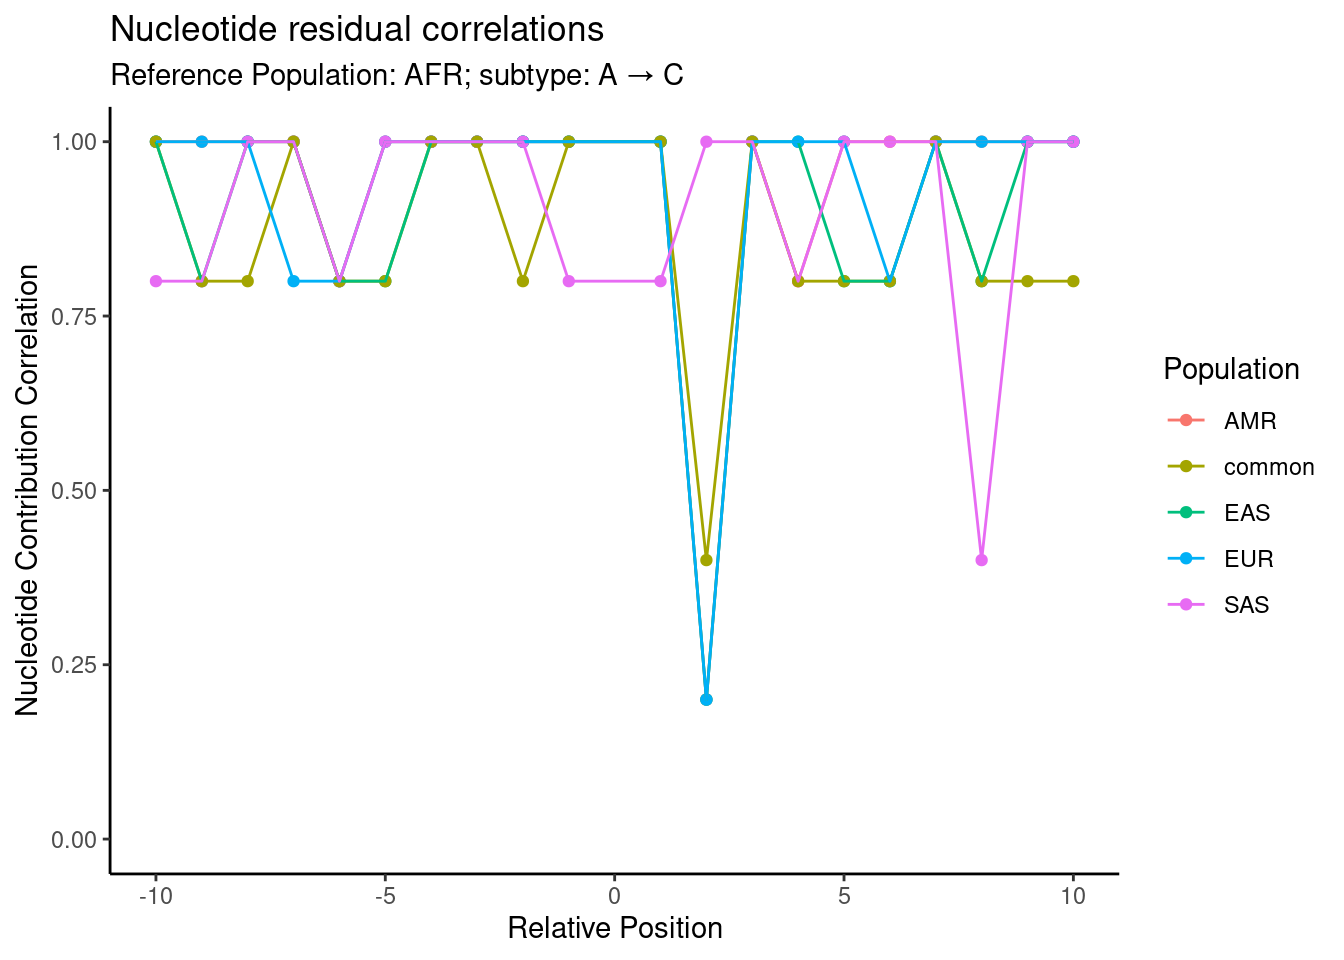 Nucleotide residual correlations
Reference Population: AFR; subtype: A → C
Nucleotide Contribution Correlation
1.00
0.75
0.50
0.25
0.00
-10
-5
0
5
10
Relative Position
Population
AMR
common
EAS
EUR
SAS